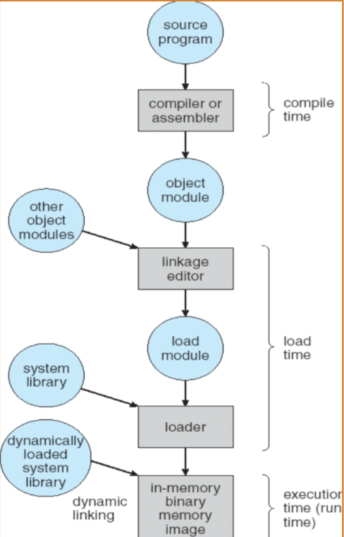 source
program
compiler or
assembler
compile
time
object
module
other
object
modules
linkage
editor
load
module
load
time
system
library
loader
dynamically
loaded
system
library
dynamic
linking
in-memory
binary
memory
image
execution
time (run
time)